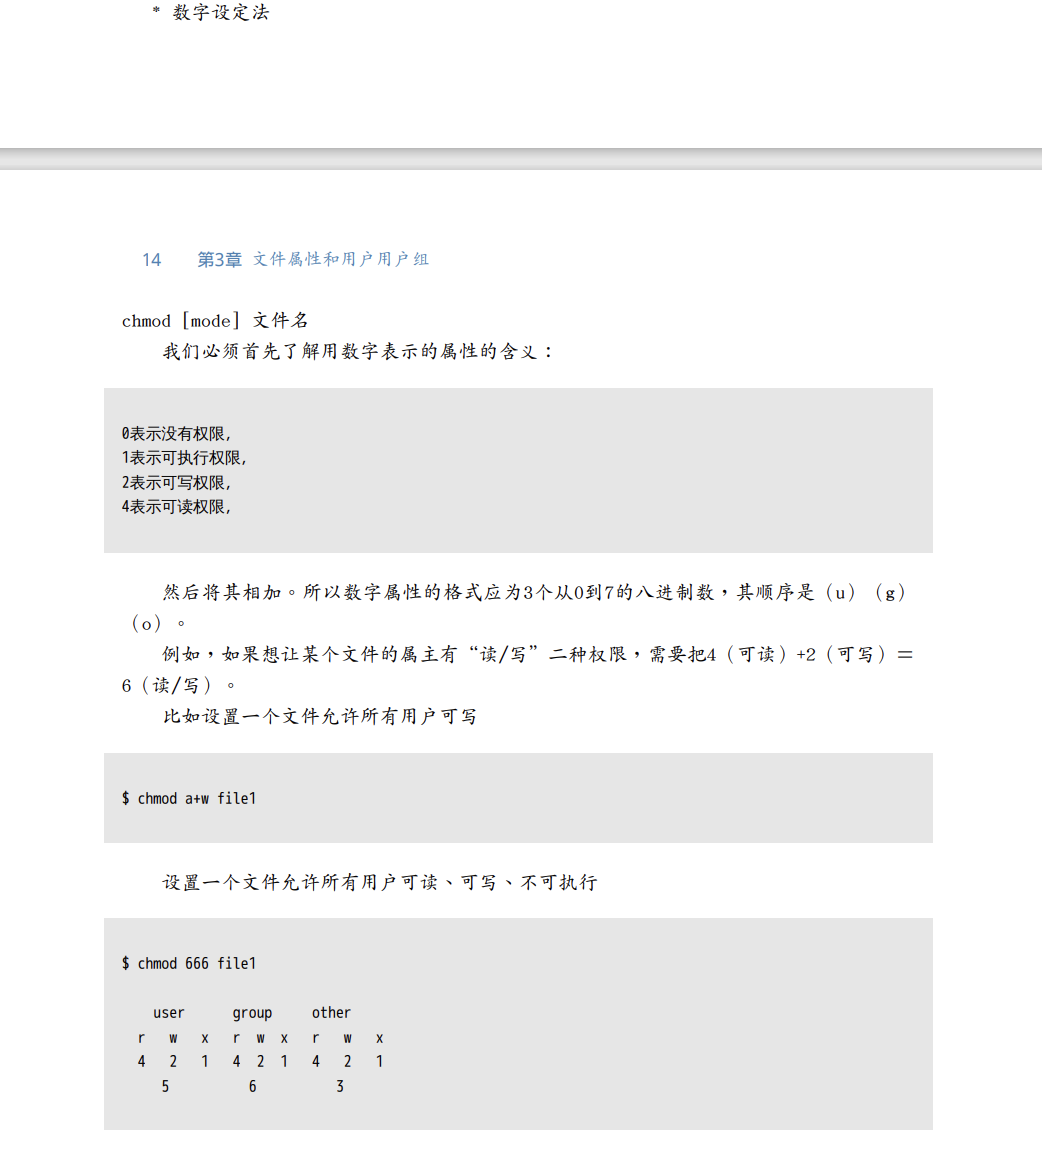 * 数字设定法
14 第3章 文件属性和用户用户组
chmod [mode] 文件名
我们必须首先了解用数字表示的属性的含义：
0表示没有权限,
1表示可执行权限,
2表示可写权限,
4表示可读权限,
然后将其相加。所以数字属性的格式应为3个从0到7的八进制数，其顺序是（u）（g）
（o）。
例如，如果想让某个文件的属主有“读/写”二种权限，需要把4（可读）+2（可写）＝
6（读/写）。
比如设置一个文件允许所有用户可写
$ chmod a+w file1
设置一个文件允许所有用户可读、可写、不可执行
$ chmod 666 file1
user group other
r w x r w x r w x
4 2 1 4 2 1 4 2 1
5 6 3